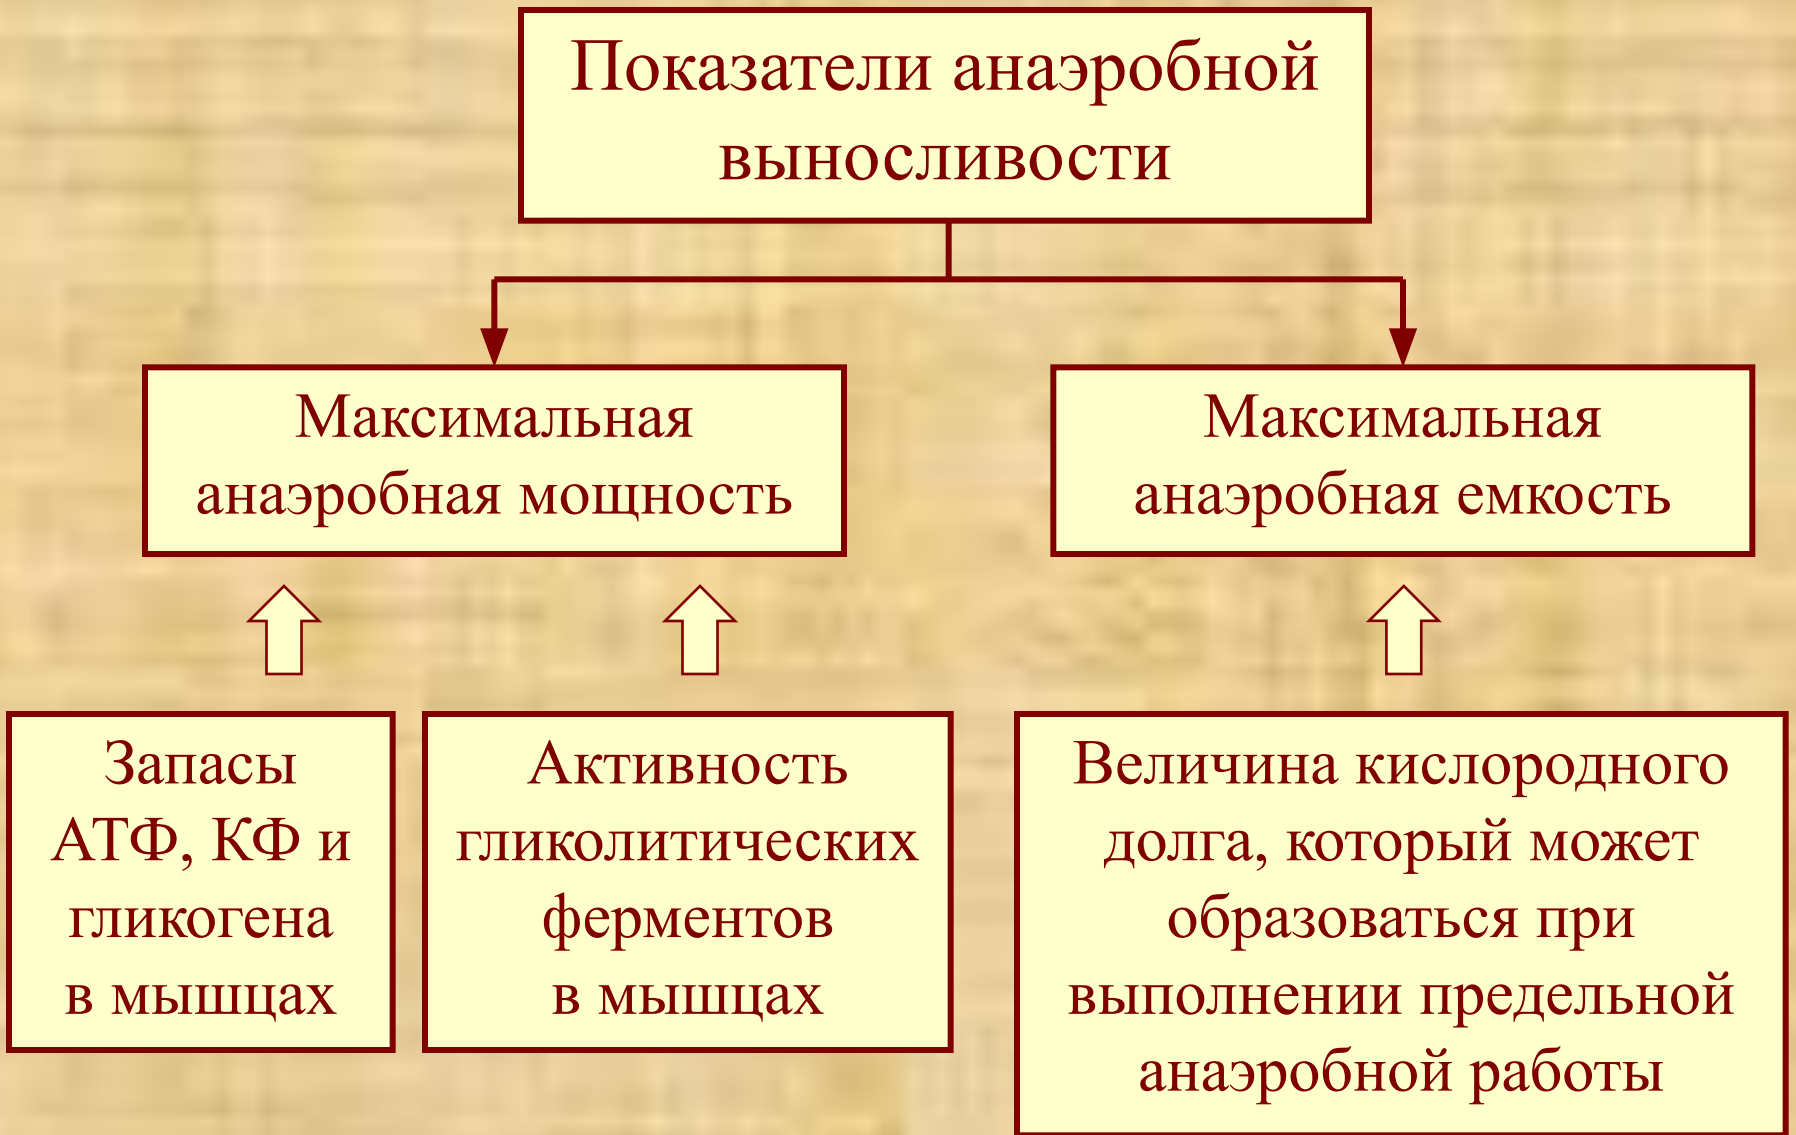 Показатели анаэробной
выносливости
Максимальная
анаэробная мощность
Максимальная
анаэробная емкость
Запасы
АТФ, КФ и
гликогена
в мышцах
Активность
гликолитических
ферментов
в мышцах
Величина кислородного
долга, который может
образоваться при
выполнении предельной
анаэробной работы